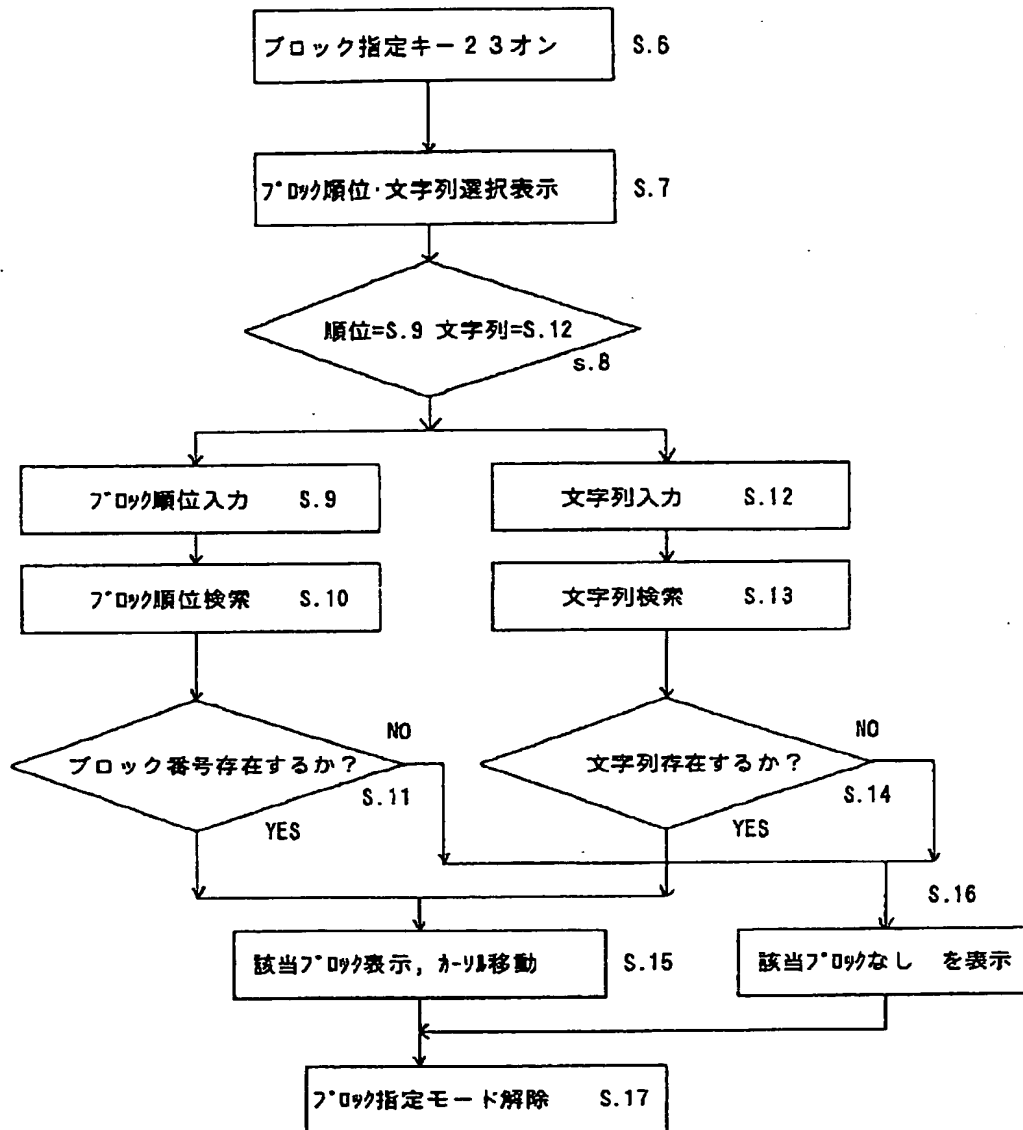 ブロック指定キー２３オン S.6
ﾌﾞﾛｯｸ順位･文字列選択表示 S.7
順位=S.9 文字列=S.12
s.8
ﾌﾞﾛｯｸ順位入力 S.9
文字列入力 S.12
ﾌﾞﾛｯｸ順位検索 S.10
文字列検索 S.13
NO
NO
ブロック番号存在するか？
文字列存在するか？
S.11
S.14
YES
YES
S.16
該当ﾌﾞﾛｯｸ表示, ｶｰｿﾙ移動 S.15
該当ﾌﾞﾛｯｸなし を表示
ﾌﾞﾛｯｸ指定モード解除 S.17